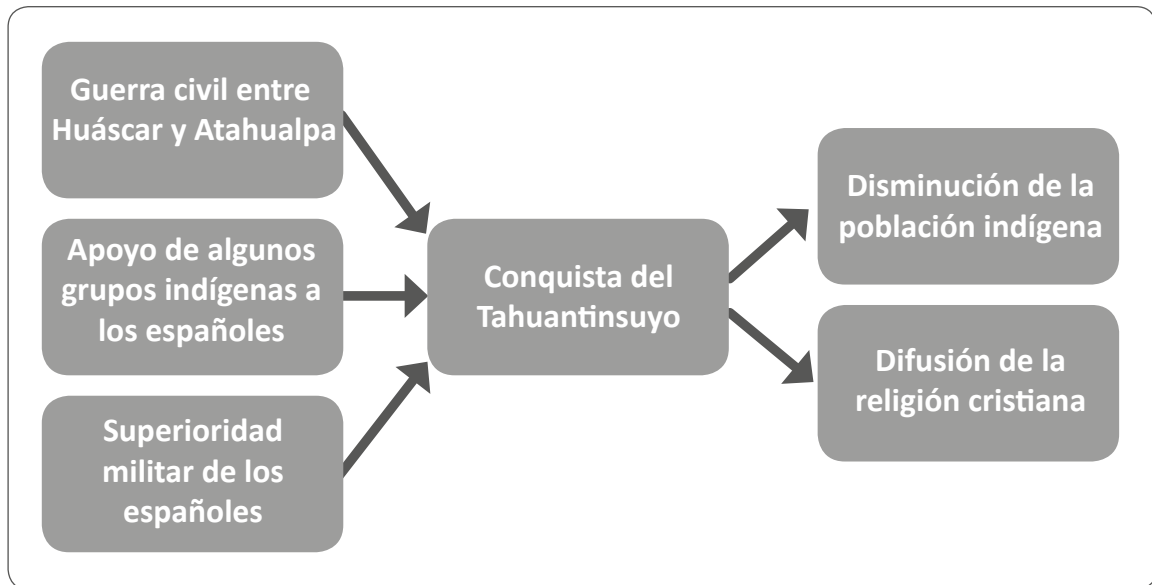 Guerra civil entre
Huáscar y Atahualpa
Apoyo de algunos
grupos indígenas a
los españoles
Superioridad
militar de los
españoles
Conquista del
Tahuantinsuyo
Disminución de la
población indígena
Difusión de la
religión cristiana